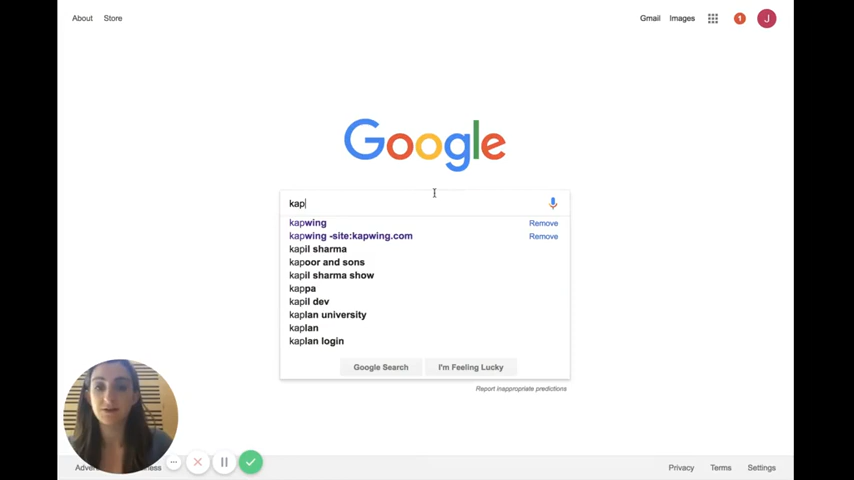 About Store
Gmail Images 1 J
Google
kap
kapwing Remove
kapwing -site:kapwing.com Remove
kapil sharma
kapoor and sons
kapil sharma show
kappa
kapil dev
kaplan university
kaplan
kaplan login
Google Search I'm Feeling Lucky
Report inappropriate predictions
Privacy Terms Settings